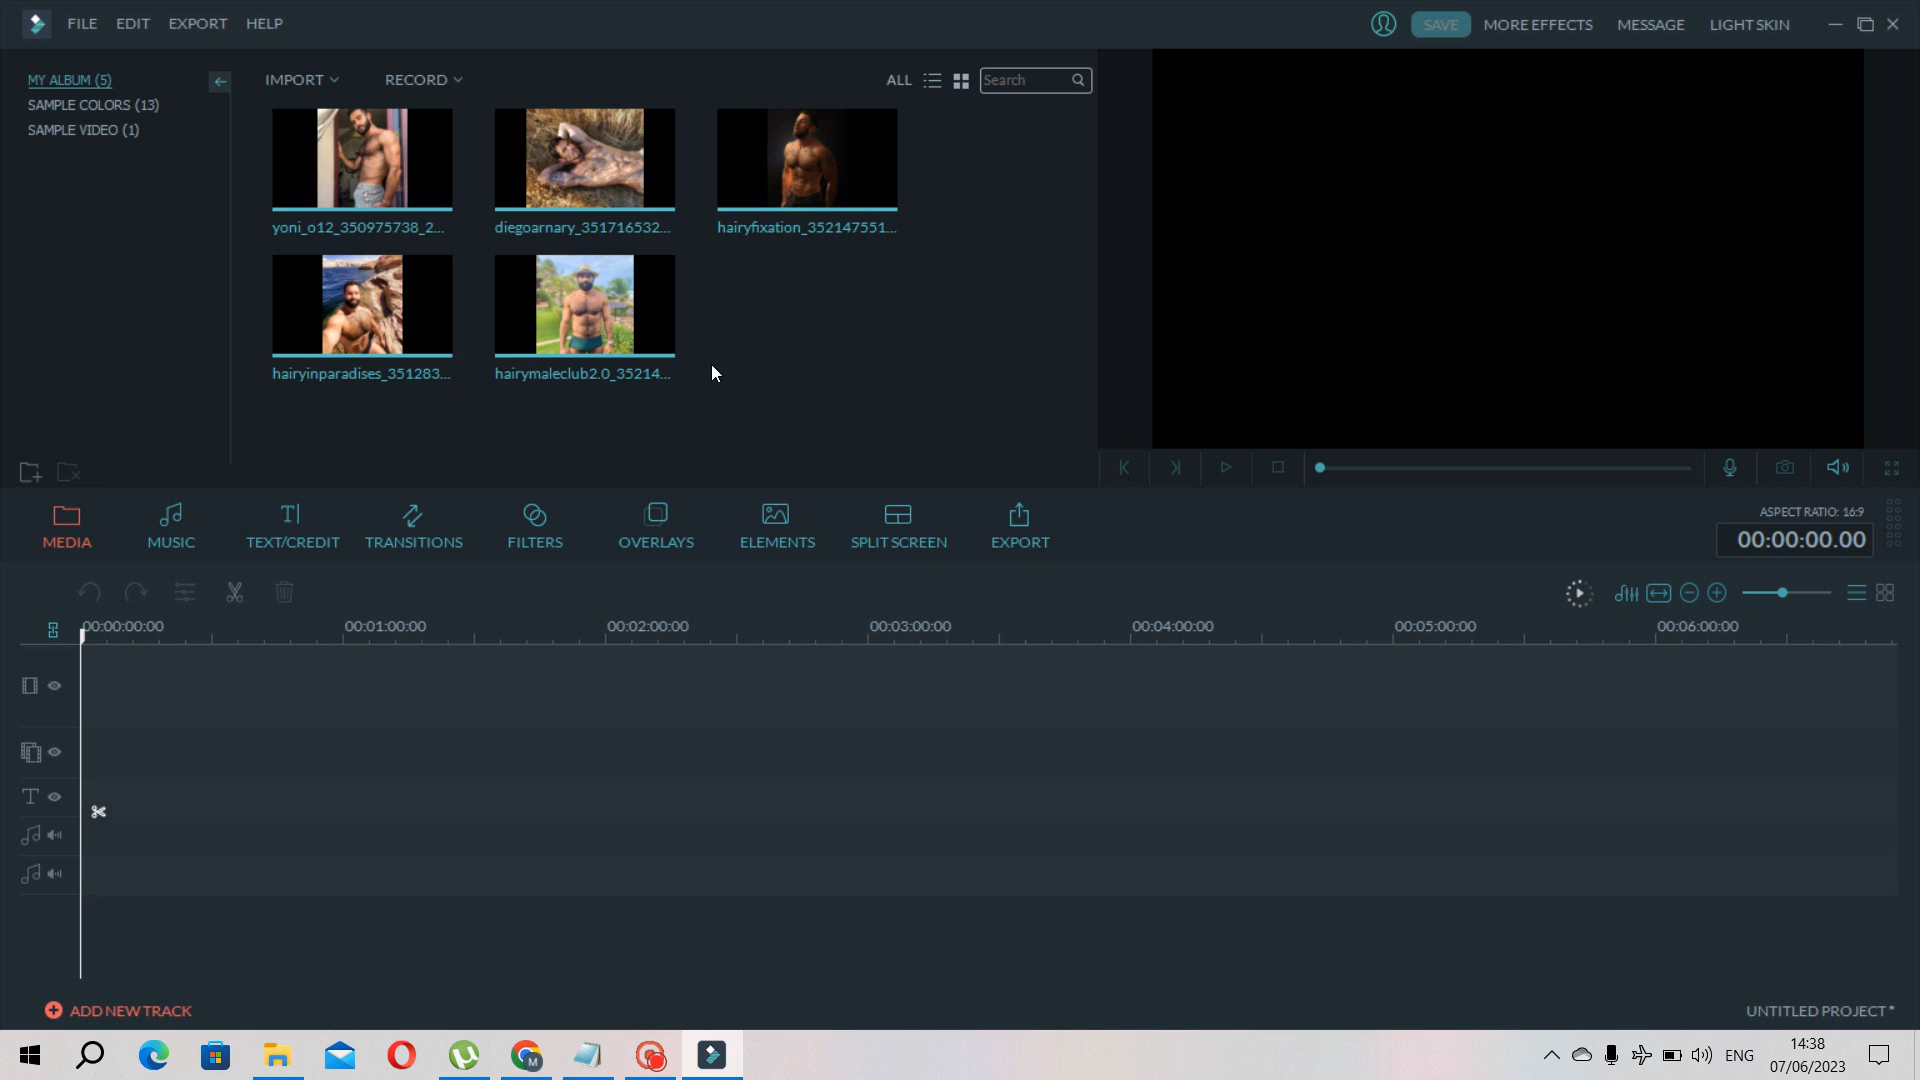 FILE EDIT EXPORT HELP
SAVE MORE EFFECTS MESSAGE LIGHT SKIN
MY ALBUM (5)
SAMPLE COLORS (13)
SAMPLE VIDEO (1)
IMPORT RECORD ALL Search
yoni_o12_350975738_2... diegoarnary_351716532... hairyfixation_352147551...
hairyinparadises_351283... hairymaleclub2.0_35214...
MEDIA MUSIC TEXT/CREDIT TRANSITIONS FILTERS OVERLAYS ELEMENTS SPLIT SCREEN EXPORT
ASPECT RATIO: 16:9
00:00:00.00
00:00:00:00 00:01:00:00 00:02:00:00 00:03:00:00 00:04:00:00 00:05:00:00 00:06:00:00
ADD NEW TRACK
UNTITLED PROJECT *
M
ENG
14:38
07/06/2023